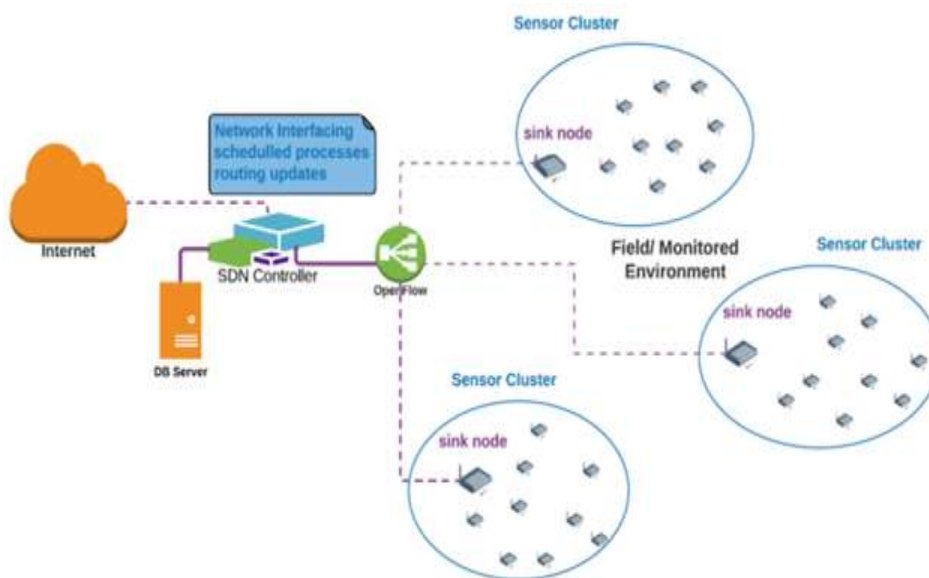 Sensor Cluster
sink node
Network Interfacing
schedulled processes
routing updates
Internet
SDN Controller
OpenFlow
DB Server
Field/ Monitored
Environment
Sensor Cluster
sink node
Sensor Cluster
sink node